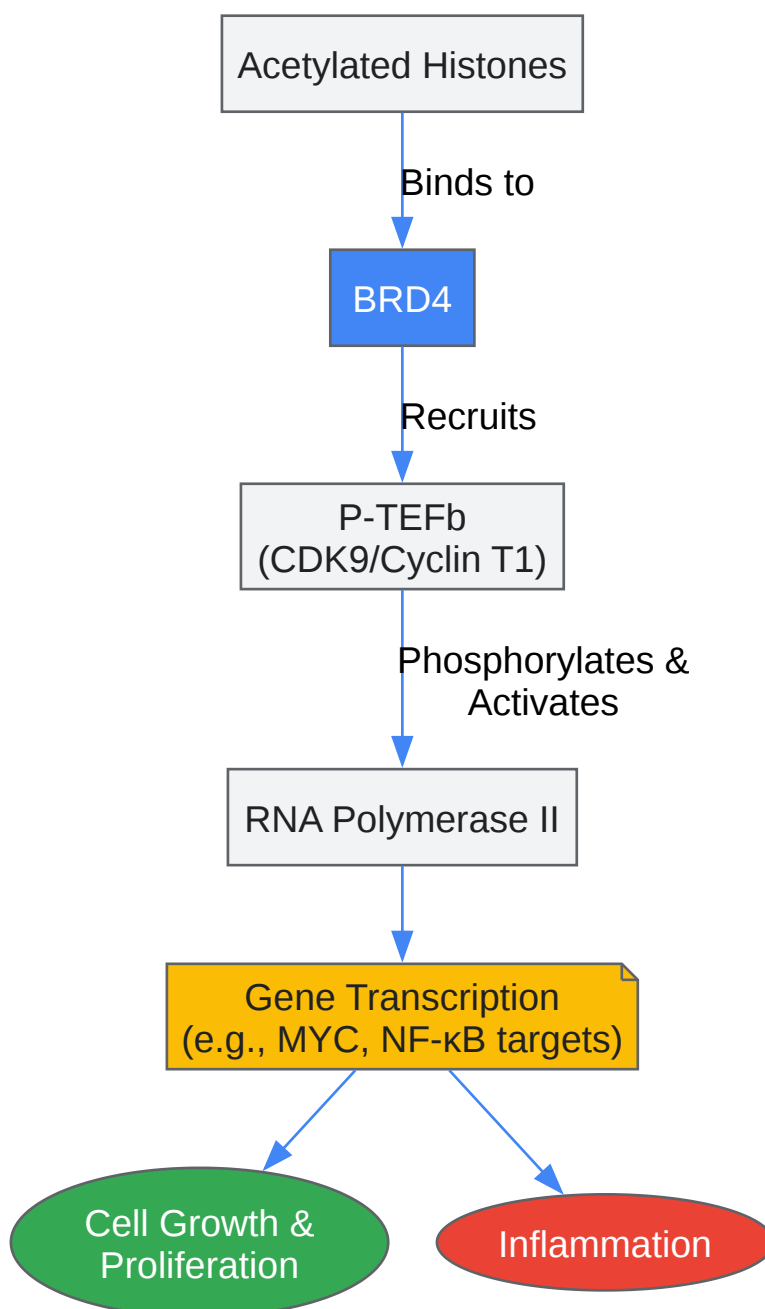 Acetylated Histones
Binds to
BRD4
Recruits
P-TEFb
(CDK9/Cyclin T1)
Phosphorylates &
Activates
RNA Polymerase II
Gene Transcription
(e.g., MYC, NF-κB targets)
Cell Growth &
Proliferation
Inflammation